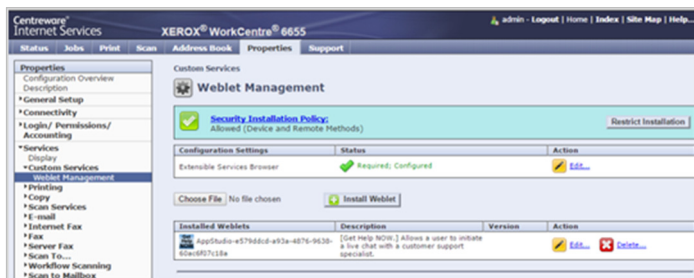 Centreware®
Internet Services
XEROX® WorkCentre® 6655
admin - Logout | Home | Index | Site Map | Help...
Status Jobs Print Scan Address Book Properties Support
Properties
Configuration Overview
Description
General Setup
Connectivity
Login/ Permissions/
Accounting
Services
Display
Custom Services
Weblet Management
Printing
Copy
Scan Services
E-mail
Internet Fax
Fax
Server Fax
Scan To...
Workflow Scanning
Scan to Mailbox
Custom Services
Weblet Management
Security Installation Policy:
Allowed (Device and Remote Methods)
Restrict Installation
Configuration Settings Status Action
Extensible Services Browser Required; Configured Edit...
Choose File No file chosen Install Weblet
Installed Weblets Description Version Action
AppStudio-e579ddcd-a93e-4876-9638-
60ec6f37c18e
[Get Help NOW.] Allows a user to initiate
a live chat with a customer support
specialist.
Edit... Delete...